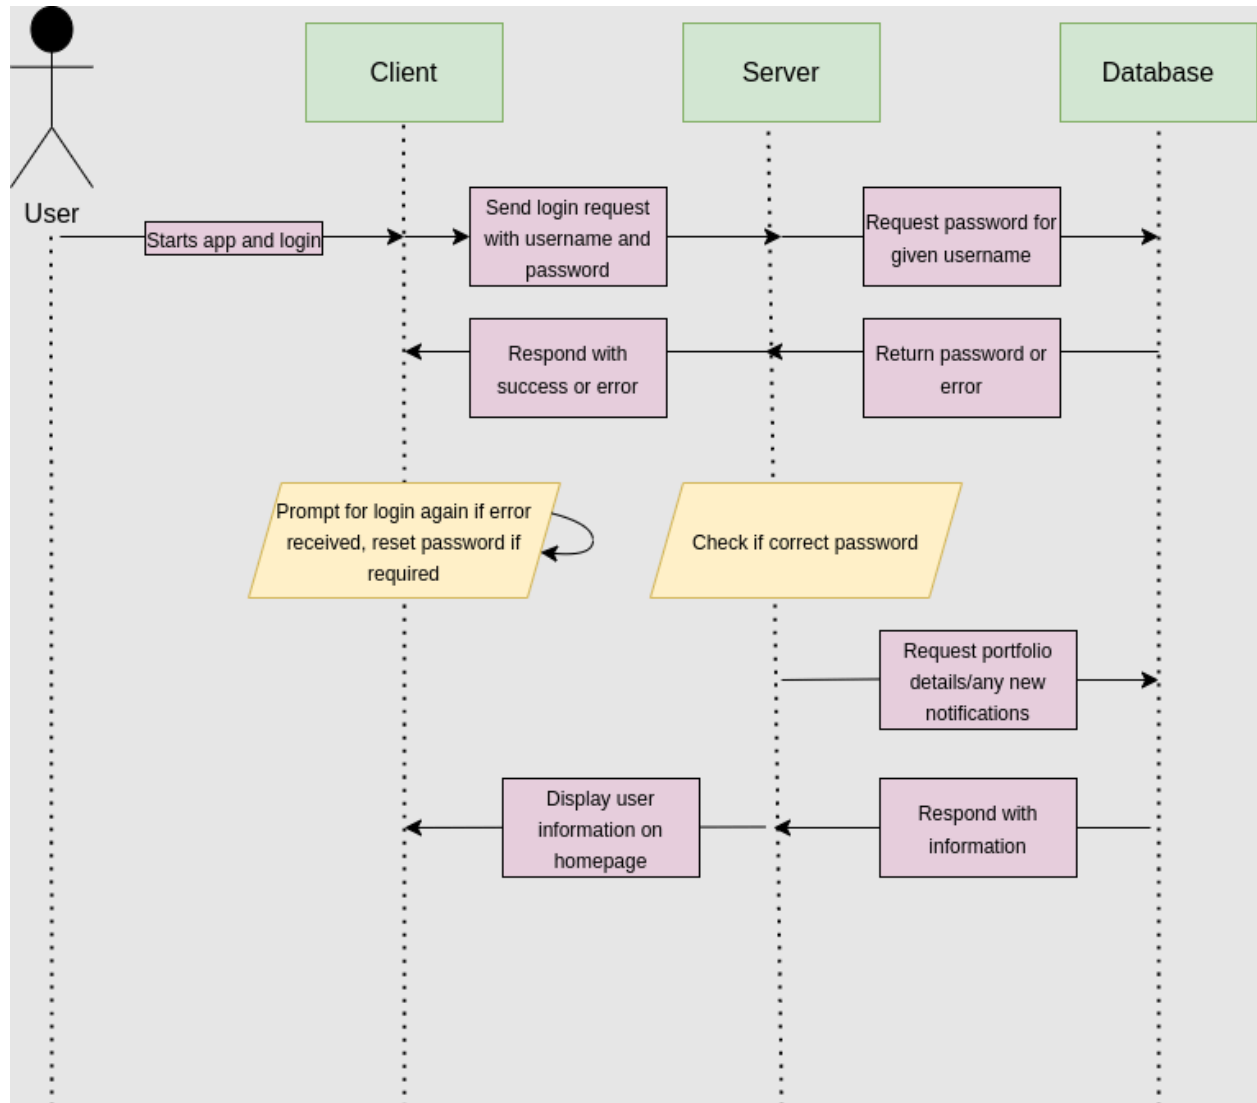 Client
Server
Database
User
Starts app and login
Send login request
with username and
password
Request password for
given username
Respond with
success or error
Return password or
error
Prompt for login again if error
received, reset password if
required
Check if correct password
Request portfolio
details/any new
notifications
Display user
information on
homepage
Respond with
information